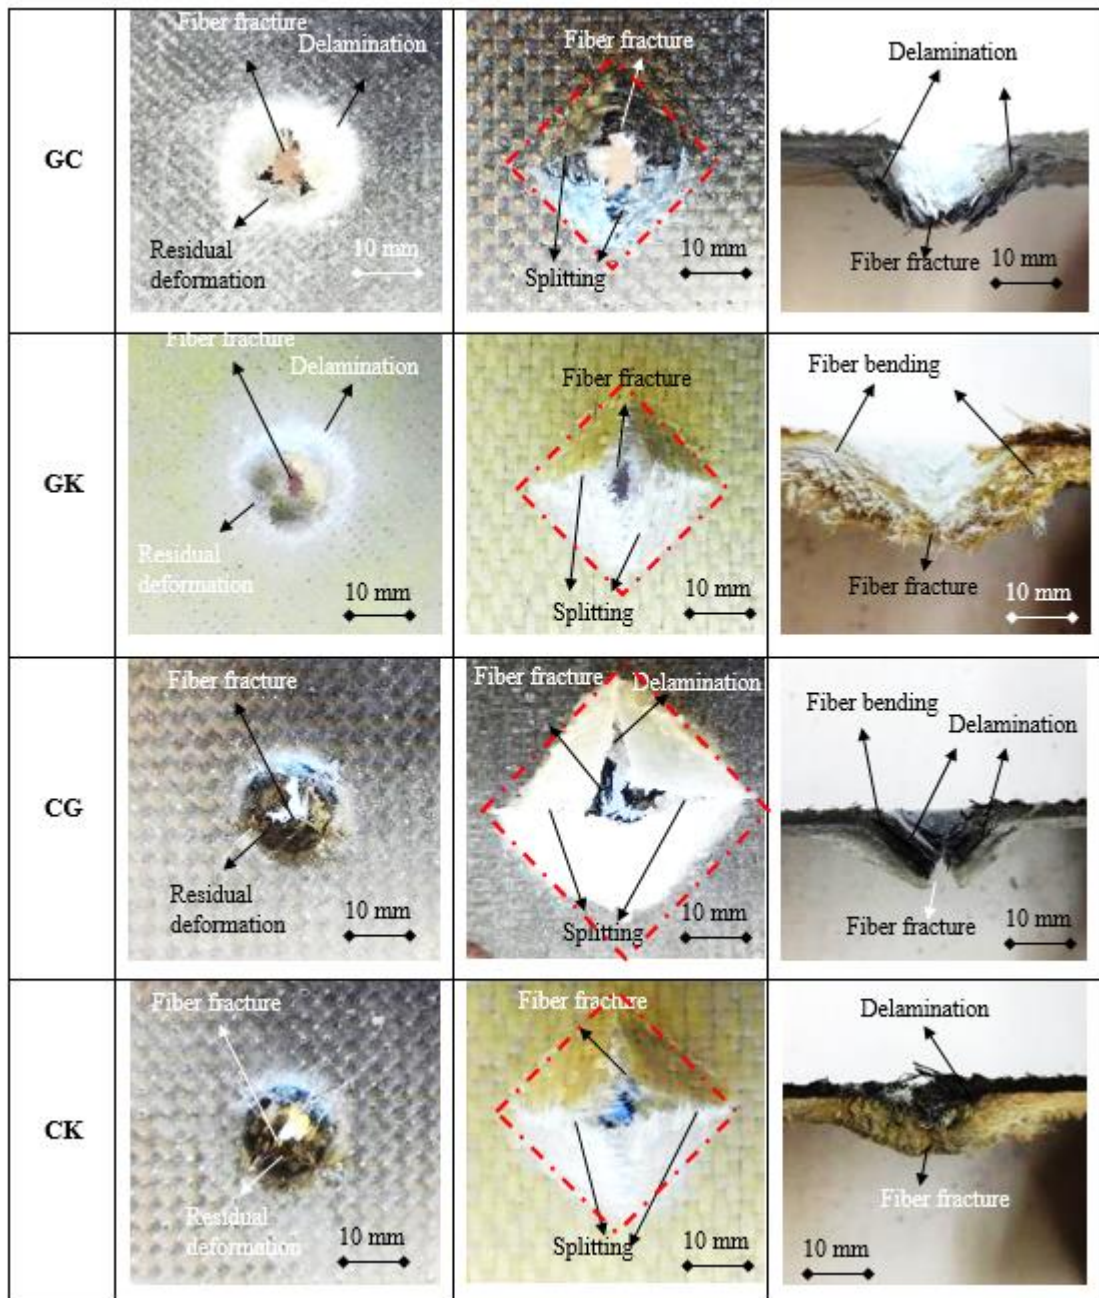 Fiber fracture
Delamination
Residual
deformation
10 mm
Fiber fracture
Splitting
10 mm
Delamination
Fiber fracture
10 mm
GC
Fiber fracture
Delamination
Residual
deformation
10 mm
Fiber fracture
Splitting
10 mm
Fiber bending
Fiber fracture
10 mm
GK
Fiber fracture
Residual
deformation
10 mm
Fiber fracture
Delamination
Splitting
10 mm
Fiber bending
Delamination
Fiber fracture
10 mm
CG
Fiber fracture
Residual
deformation
10 mm
Fiber fracture
Splitting
10 mm
Delamination
Fiber fracture
10 mm
CK